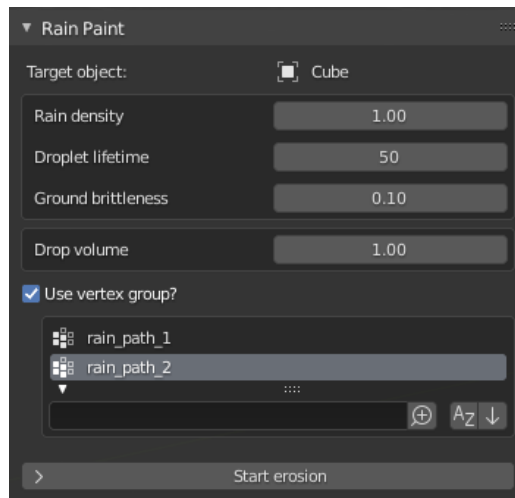 Rain Paint
Target object: Cube
Rain density 1.00
Droplet lifetime 50
Ground brittleness 0.10
Drop volume 1.00
Use vertex group?
rain_path_1
rain_path_2
AZ
Start erosion